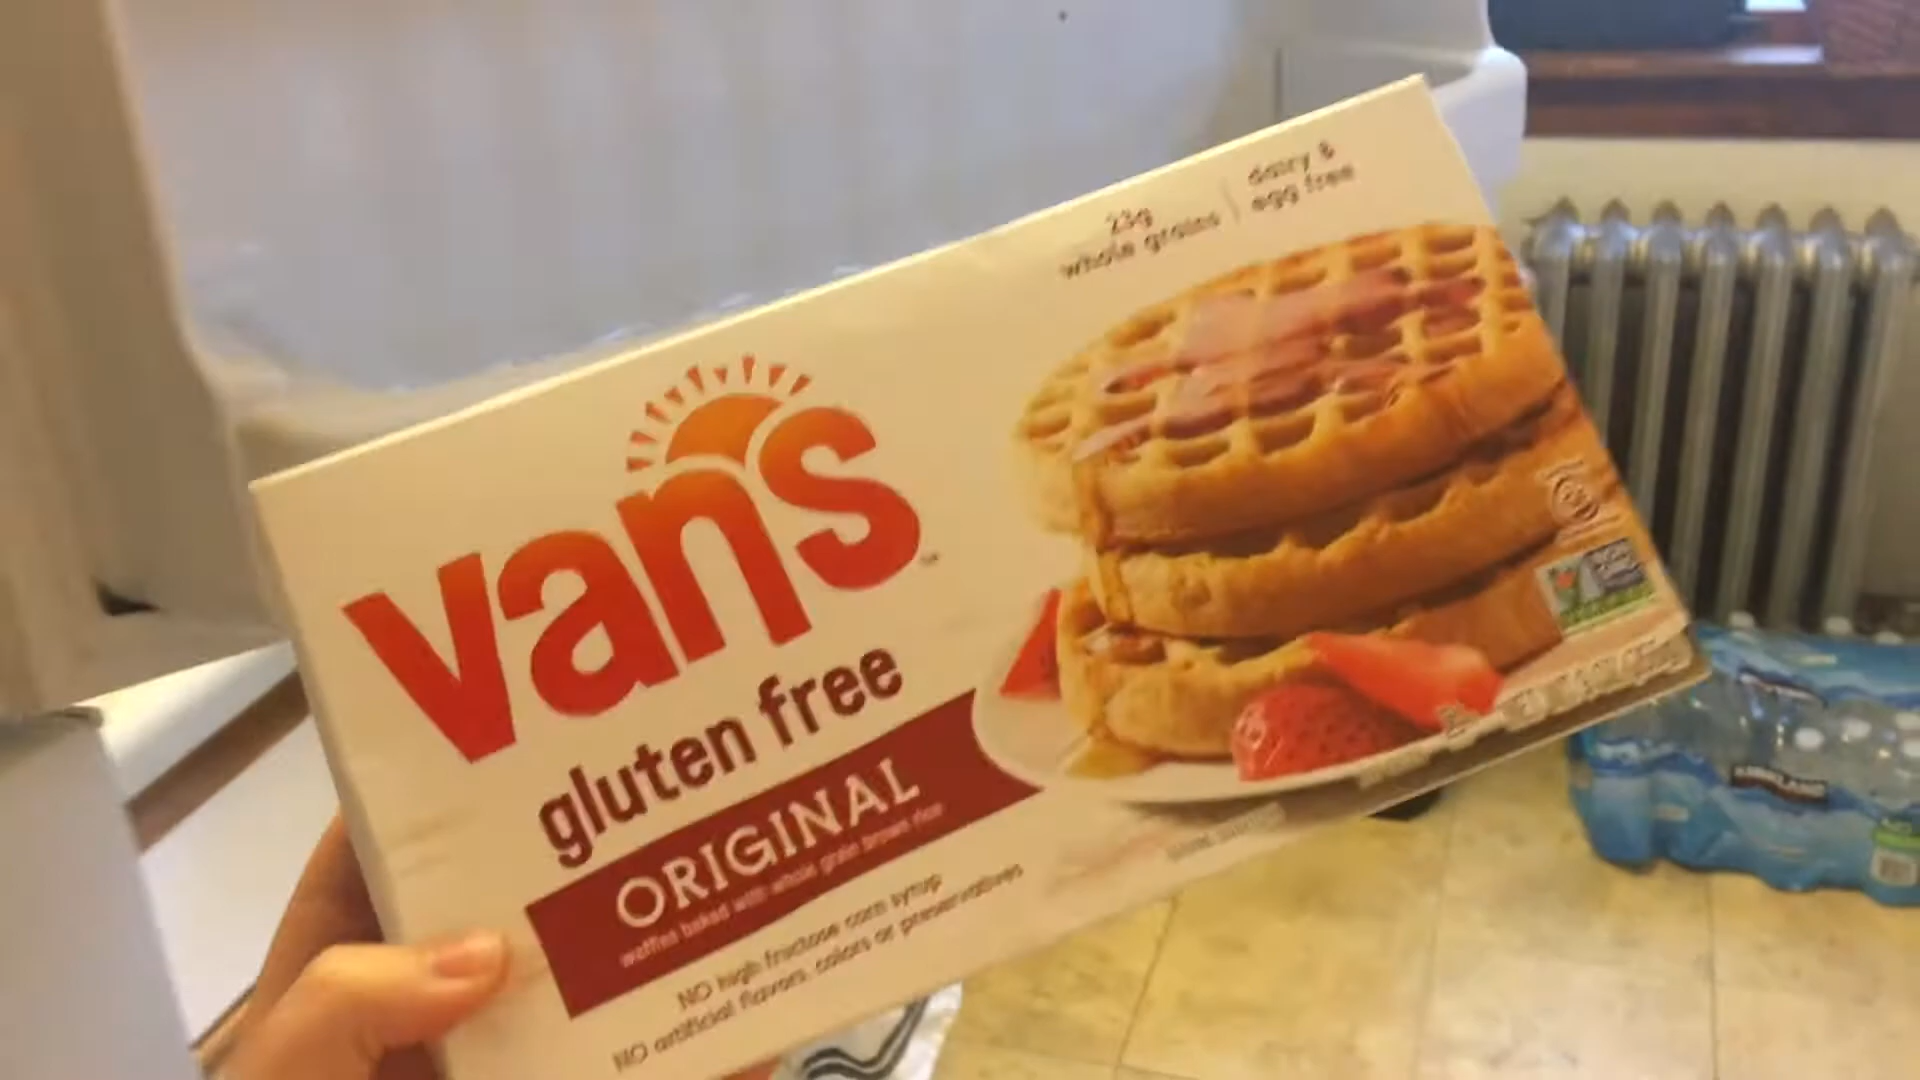 23g
whole grains
dairy &
egg free
vans
gluten free
ORIGINAL
waffles baked with whole grain brown rice
NO high fructose corn syrup
NO artificial flavors, colors or preservatives
KIRKLAND